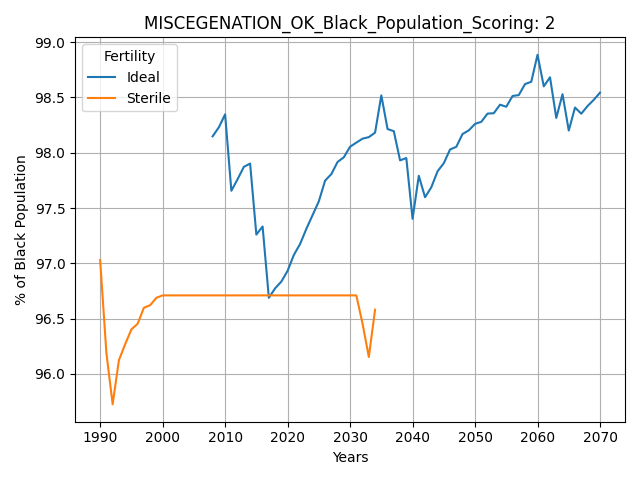 MISCEGENATION_OK_Black_Population_Scoring: 2
Fertility
Ideal
Sterile
% of Black Population
99.0
98.5
98.0
97.5
97.0
96.5
96.0
1990 2000 2010 2020 2030 2040 2050 2060 2070
Years